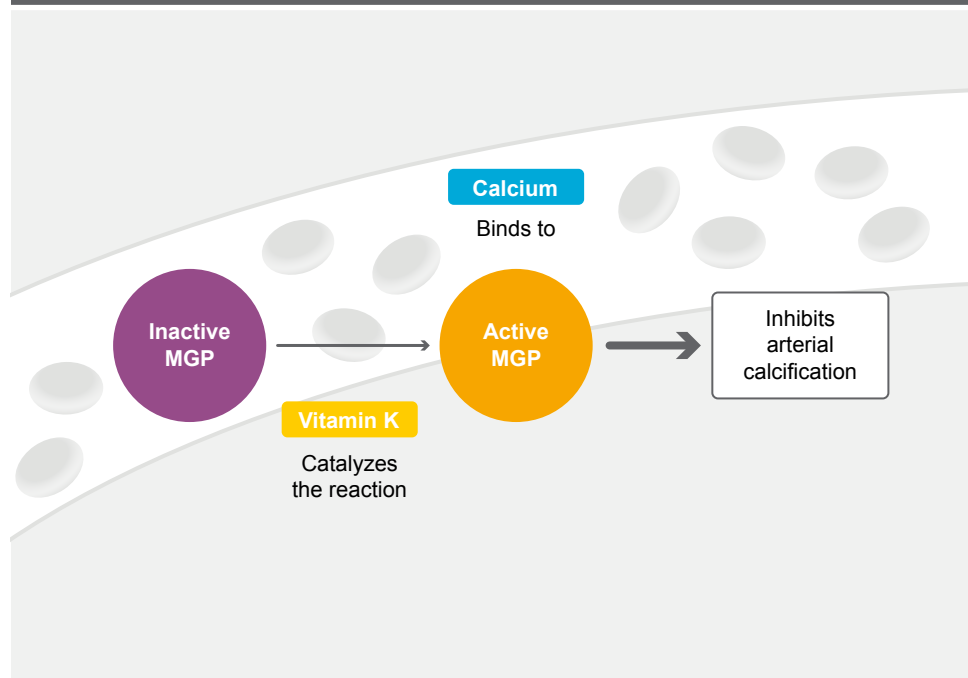 Calcium
Binds to
Inactive
MGP
Active
MGP
Inhibits
arterial
calcification
Vitamin K
Catalyzes
the reaction